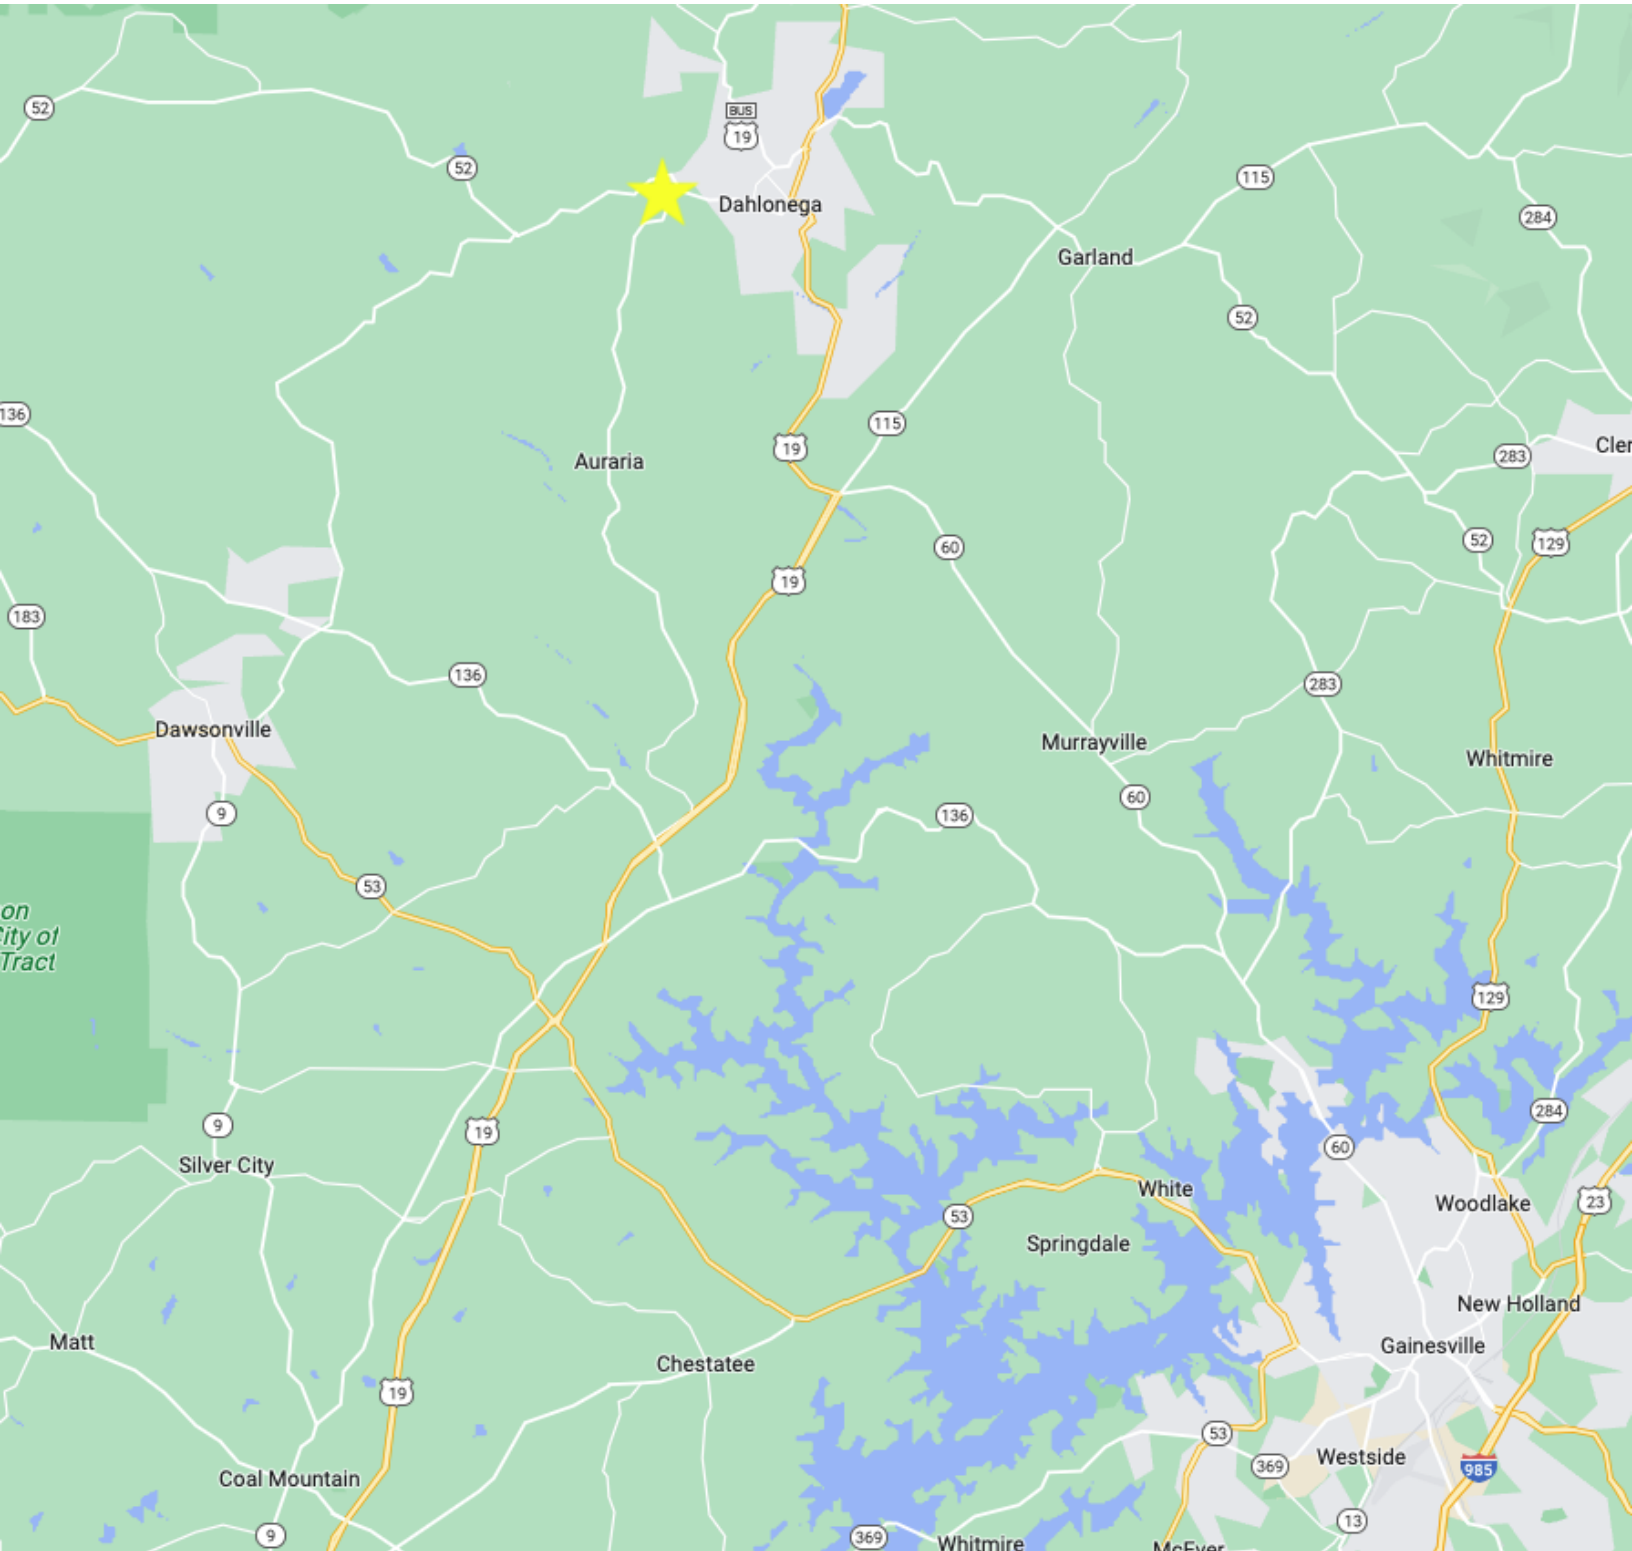 BUS
52
19
52
115
Dahlonega
284
Garland
52
136
115
19
Cler
283
Auraria
52
129
60
19
183
136
283
Dawsonville
Murrayville
Whitmire
60
9
136
53
on
City of
Tract
129
284
9
19
60
Silver City
White
23
Woodlake
53
Springdale
New Holland
Matt
Gainesville
Chestatee
19
53
Westside
369
985
Coal Mountain
13
9
369
Whitmire
McEver